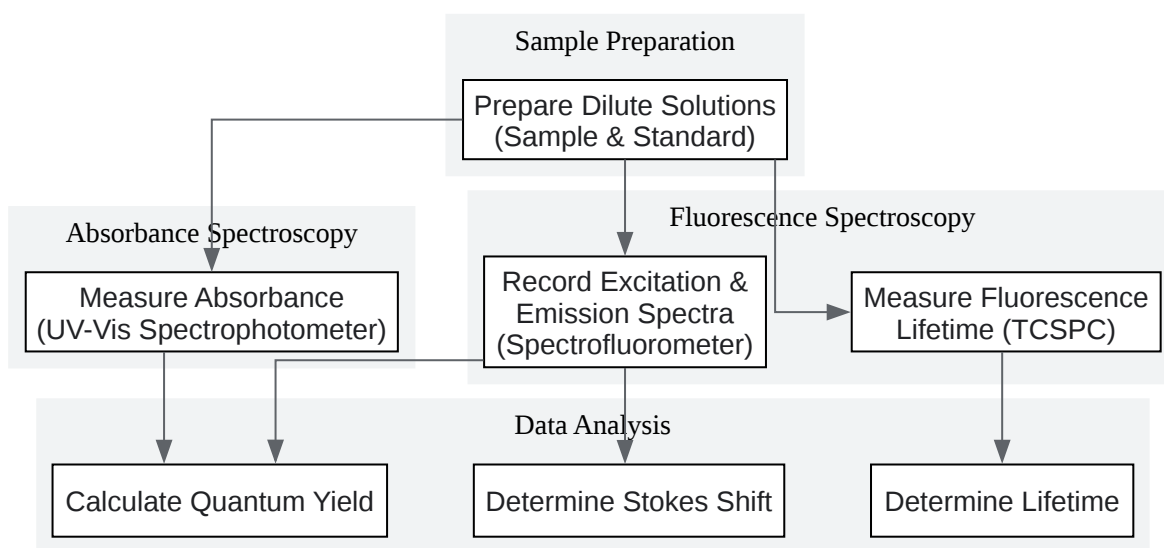 Sample Preparation
Prepare Dilute Solutions
(Sample & Standard)
Absorbance Spectroscopy
Measure Absorbance
(UV-Vis Spectrophotometer)
Fluorescence Spectroscopy
Record Excitation &
Emission Spectra
(Spectrofluorometer)
Measure Fluorescence
Lifetime (TCSPC)
Data Analysis
Calculate Quantum Yield
Determine Stokes Shift
Determine Lifetime